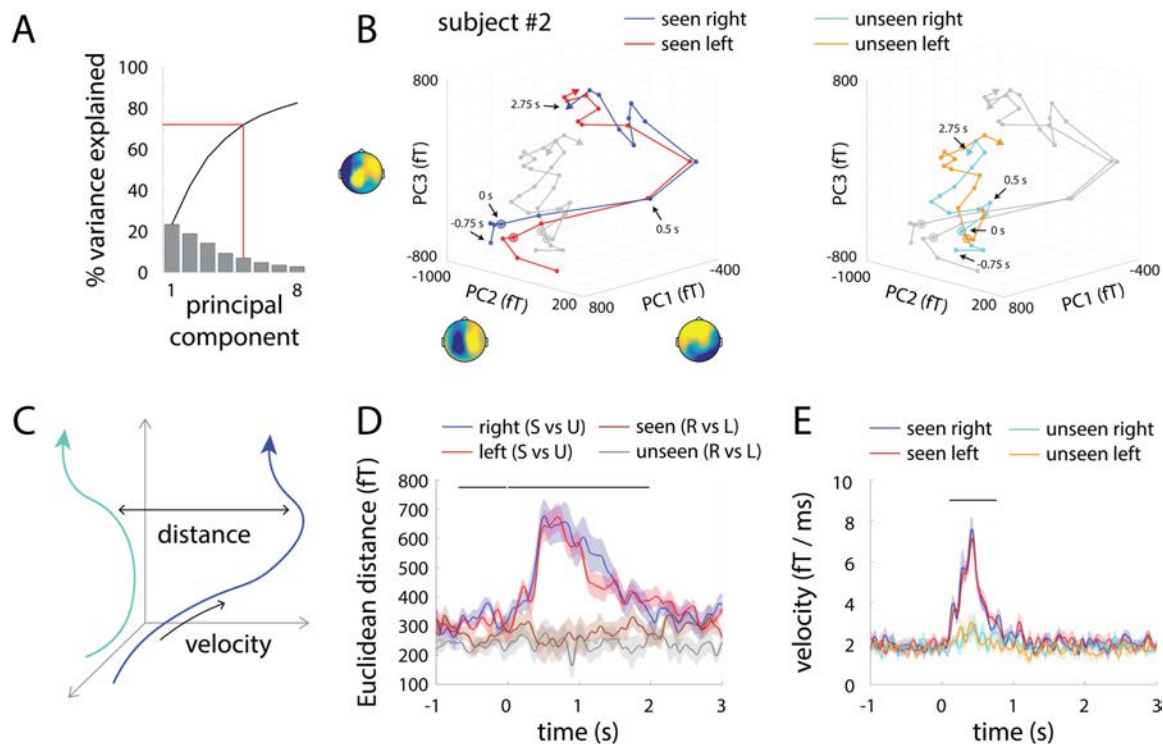 A
% variance explained
100
80
60
40
20
0
1
8
principal
component
B
subject #2
seen right
seen left
unseen right
unseen left
800
PC3 (fT)
-800
-1000
PC2 (fT)
200
800
PC1 (fT)
-400
2.75 s
0 s
-0.75 s
0.5 s
800
PC3 (fT)
-800
-1000
PC2 (fT)
200
800
PC1 (fT)
-400
2.75 s
0.5 s
0 s
-0.75 s
C
distance
velocity
D
right (S vs U)
left (S vs U)
seen (R vs L)
unseen (R vs L)
Euclidean distance (fT)
800
700
600
500
400
300
200
100
-1
0
1
2
3
time (s)
E
seen right
seen left
unseen right
unseen left
velocity (fT / ms)
10
8
6
4
2
0
-1
0
1
2
3
time (s)